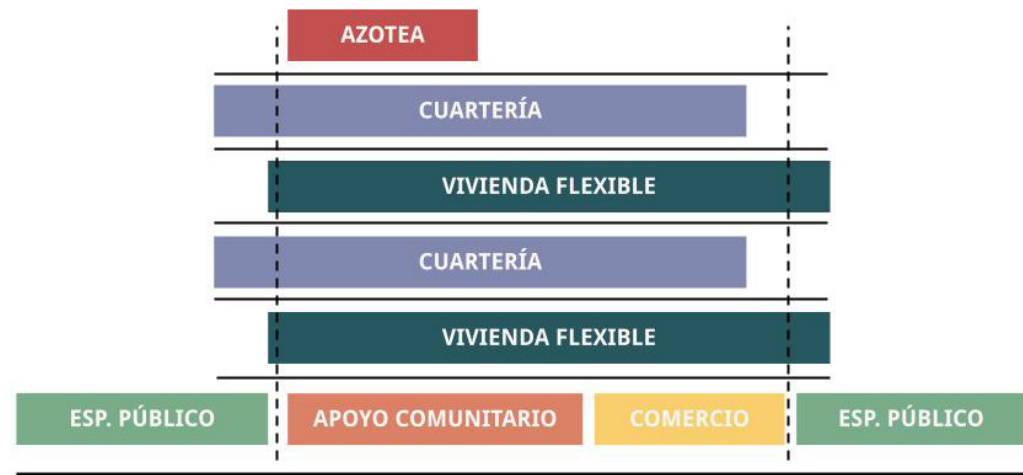 AZOTEA
CUARTERÍA
VIVIENDA FLEXIBLE
CUARTERÍA
VIVIENDA FLEXIBLE
ESP. PÚBLICO APOYO COMUNITARIO COMERCIO ESP. PÚBLICO